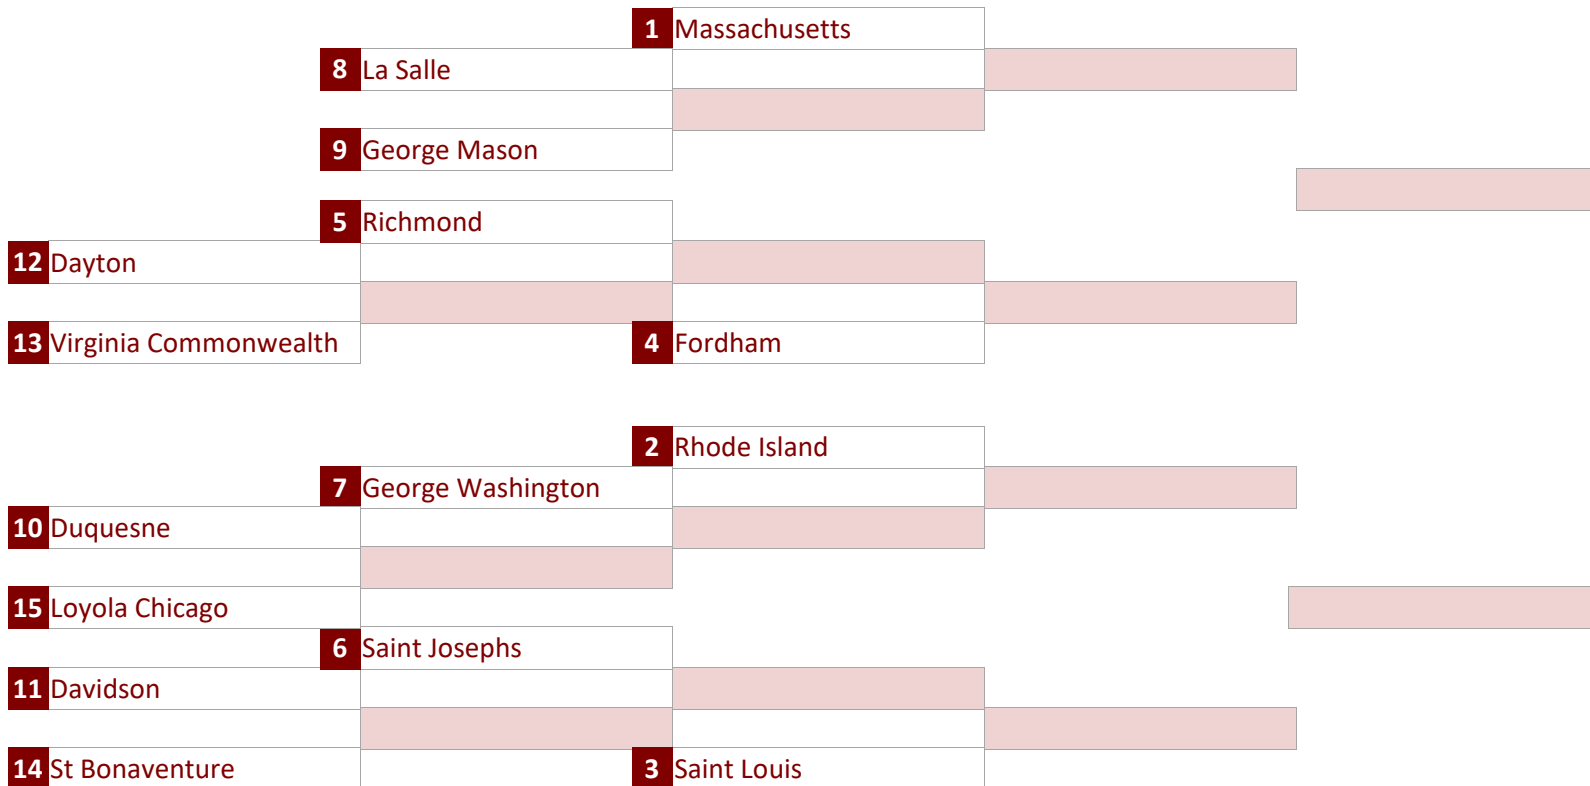 1 Massachusetts
8 La Salle
9 George Mason
5 Richmond
12 Dayton
13 Virginia Commonwealth
4 Fordham
2 Rhode Island
7 George Washington
10 Duquesne
15 Loyola Chicago
6 Saint Josephs
11 Davidson
14 St Bonaventure
3 Saint Louis